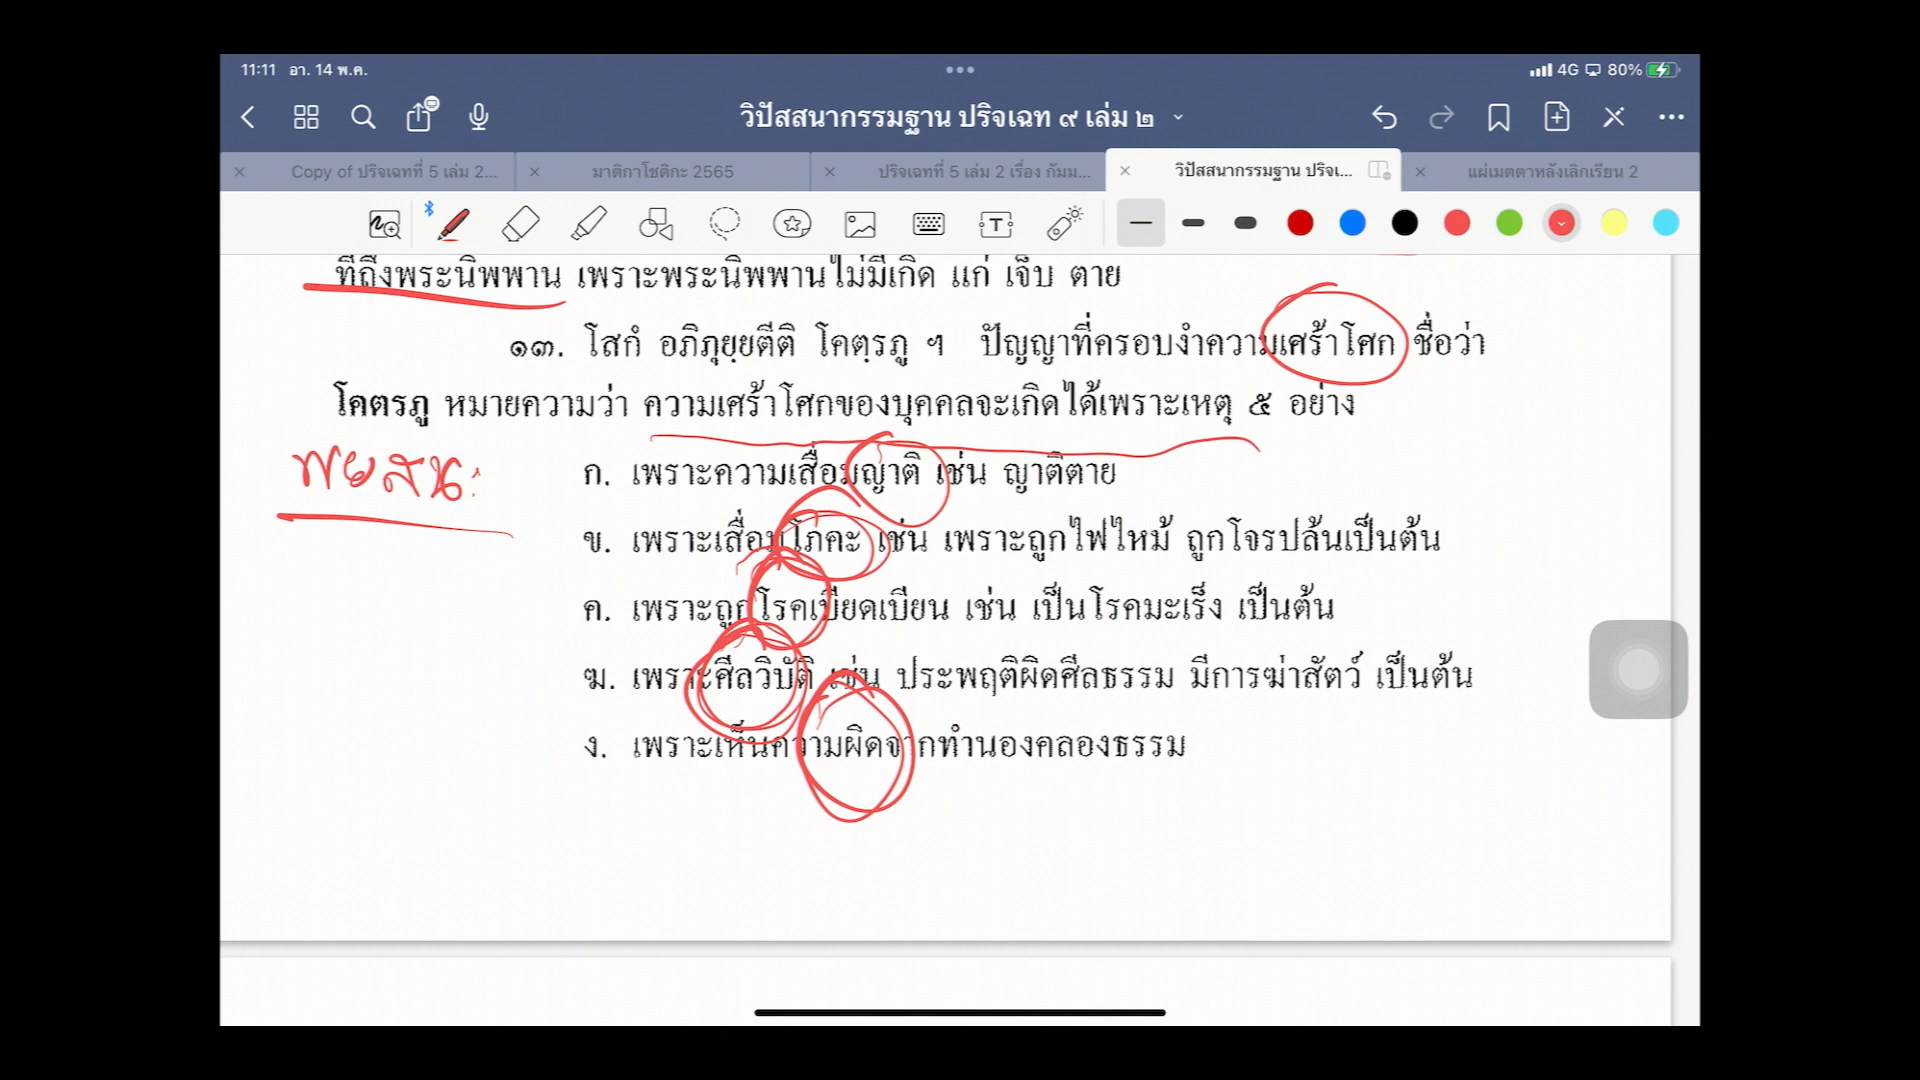 11:11 อา. 14 พ.ค.
4G 80%
วิปัสสนากรรมฐาน ปริจเฉท ๙ เล่ม ๒
Copy of ปริจเฉทที่ 5 เล่ม 2...
มาติกาโชติกะ 2565
ปริจเฉทที่ 5 เล่ม 2 เรื่อง กัมม...
วิปัสสนากรรมฐาน ปริจเ...
แผ่เมตตาหลังเลิกเรียน 2
ที่ถึงพระนิพพาน เพราะพระนิพพานไม่มีเกิด แก่ เจ็บ ตาย
๑๓. โสกํ อภิภุยฺยตีติ โคตฺรภู ฯ ปัญญาที่ครอบงำความเศร้าโศก ชื่อว่า
โคตรภู หมายความว่า ความเศร้าโศกของบุคคลจะเกิดได้เพราะเหตุ ๕ อย่าง
พยสนะ
ก. เพราะความเสื่อมญาติ เช่น ญาติตาย
ข. เพราะเสื่อมโภคะ เช่น เพราะถูกไฟไหม้ ถูกโจรปล้นเป็นต้น
ค. เพราะถูกโรคเบียดเบียน เช่น เป็นโรคมะเร็ง เป็นต้น
ฆ. เพราะศีลวิบัติ เช่น ประพฤติผิดศีลธรรม มีการฆ่าสัตว์ เป็นต้น
ง. เพราะเห็นความผิดจากทำนองคลองธรรม